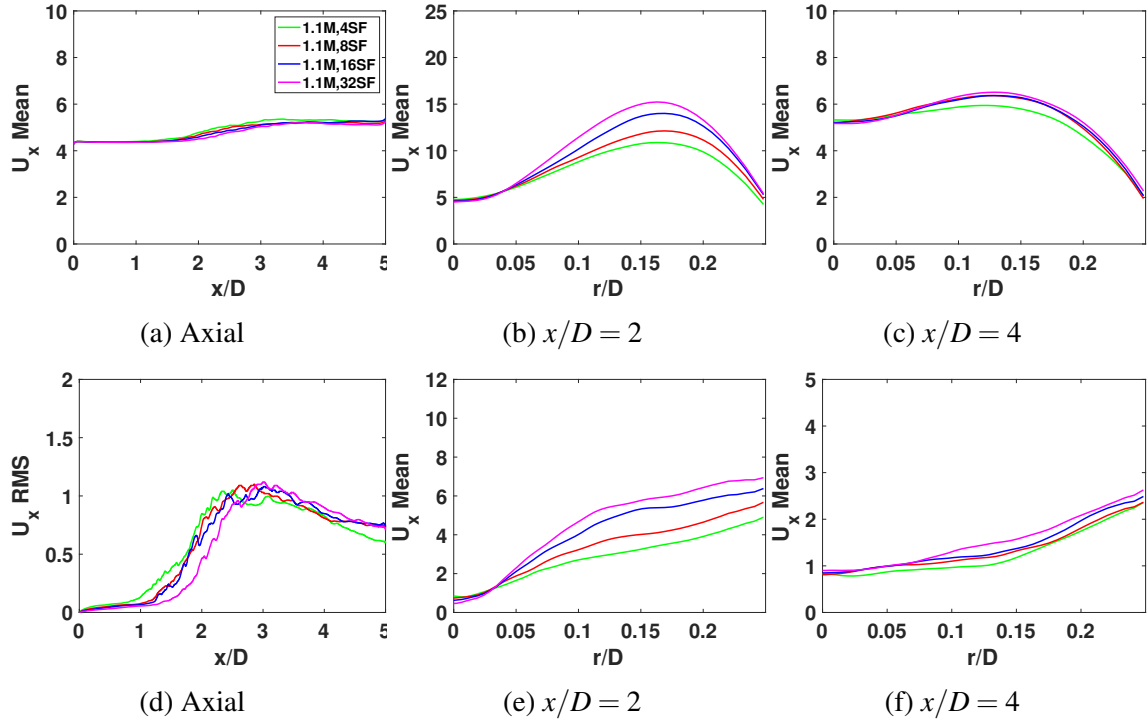 10
8
6
4
2
0
U_x Mean
0 1 2 3 4 5
x/D
1.1M,4SF
1.1M,8SF
1.1M,16SF
1.1M,32SF
(a) Axial
25
20
15
10
5
0
U_x Mean
0 0.05 0.1 0.15 0.2
r/D
(b) x/D = 2
10
8
6
4
2
0
U_x Mean
0 0.05 0.1 0.15 0.2
r/D
(c) x/D = 4
2
1.5
1
0.5
0
U_x RMS
0 1 2 3 4 5
x/D
(d) Axial
12
10
8
6
4
2
0
U_x Mean
0 0.05 0.1 0.15 0.2
r/D
(e) x/D = 2
5
4
3
2
1
0
U_x Mean
0 0.05 0.1 0.15 0.2
r/D
(f) x/D = 4